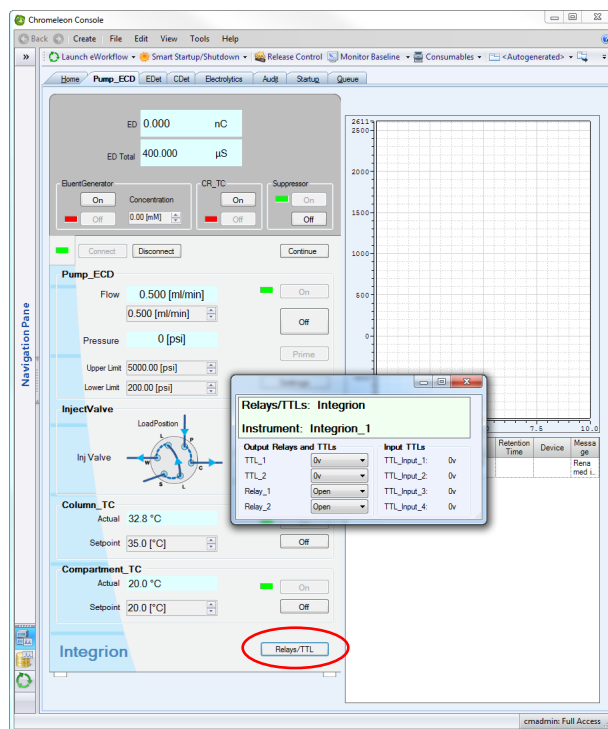 Chromeleon Console
Back Create File Edit View Tools Help
» Launch eWorkflow Smart Startup/Shutdown Release Control Monitor Baseline Consumables <Autogenerated>
Home Pump_ECD EDet CDet Electrolytics Audit Startup Queue
ED 0.000 nC
ED Total 400.000 µS
EluentGenerator
On Concentration
Off 0.00 [mM]
CR_TC
On
Off
Suppressor
On
Off
Connect Disconnect Continue
Pump_ECD
Flow 0.500 [ml/min] On
0.500 [ml/min] Off
Pressure 0 [psi]
Prime
Upper Limit 5000.00 [psi]
Lower Limit 200.00 [psi]
InjectValve
LoadPosition
Inj Valve
L
P
W
C
S
L
Column_TC
Actual 32.8 °C
Setpoint 35.0 [°C] Off
Compartment_TC
Actual 20.0 °C On
Setpoint 20.0 [°C] Off
Integrion Relays/TTL
Navigation Pane
2611
2600
2000
1500
1000
500
0
7.5 10.0
Retention Time Device Messa ge
Rena
med i..
Relays/TTLs: Integrion
Instrument: Integrion_1
Output Relays and TTLs Input TTLs
TTL_1 0v TTL_Input_1: 0v
TTL_2 0v TTL_Input_2: 0v
Relay_1 Open TTL_Input_3: 0v
Relay_2 Open TTL_Input_4: 0v
cmadmin: Full Access